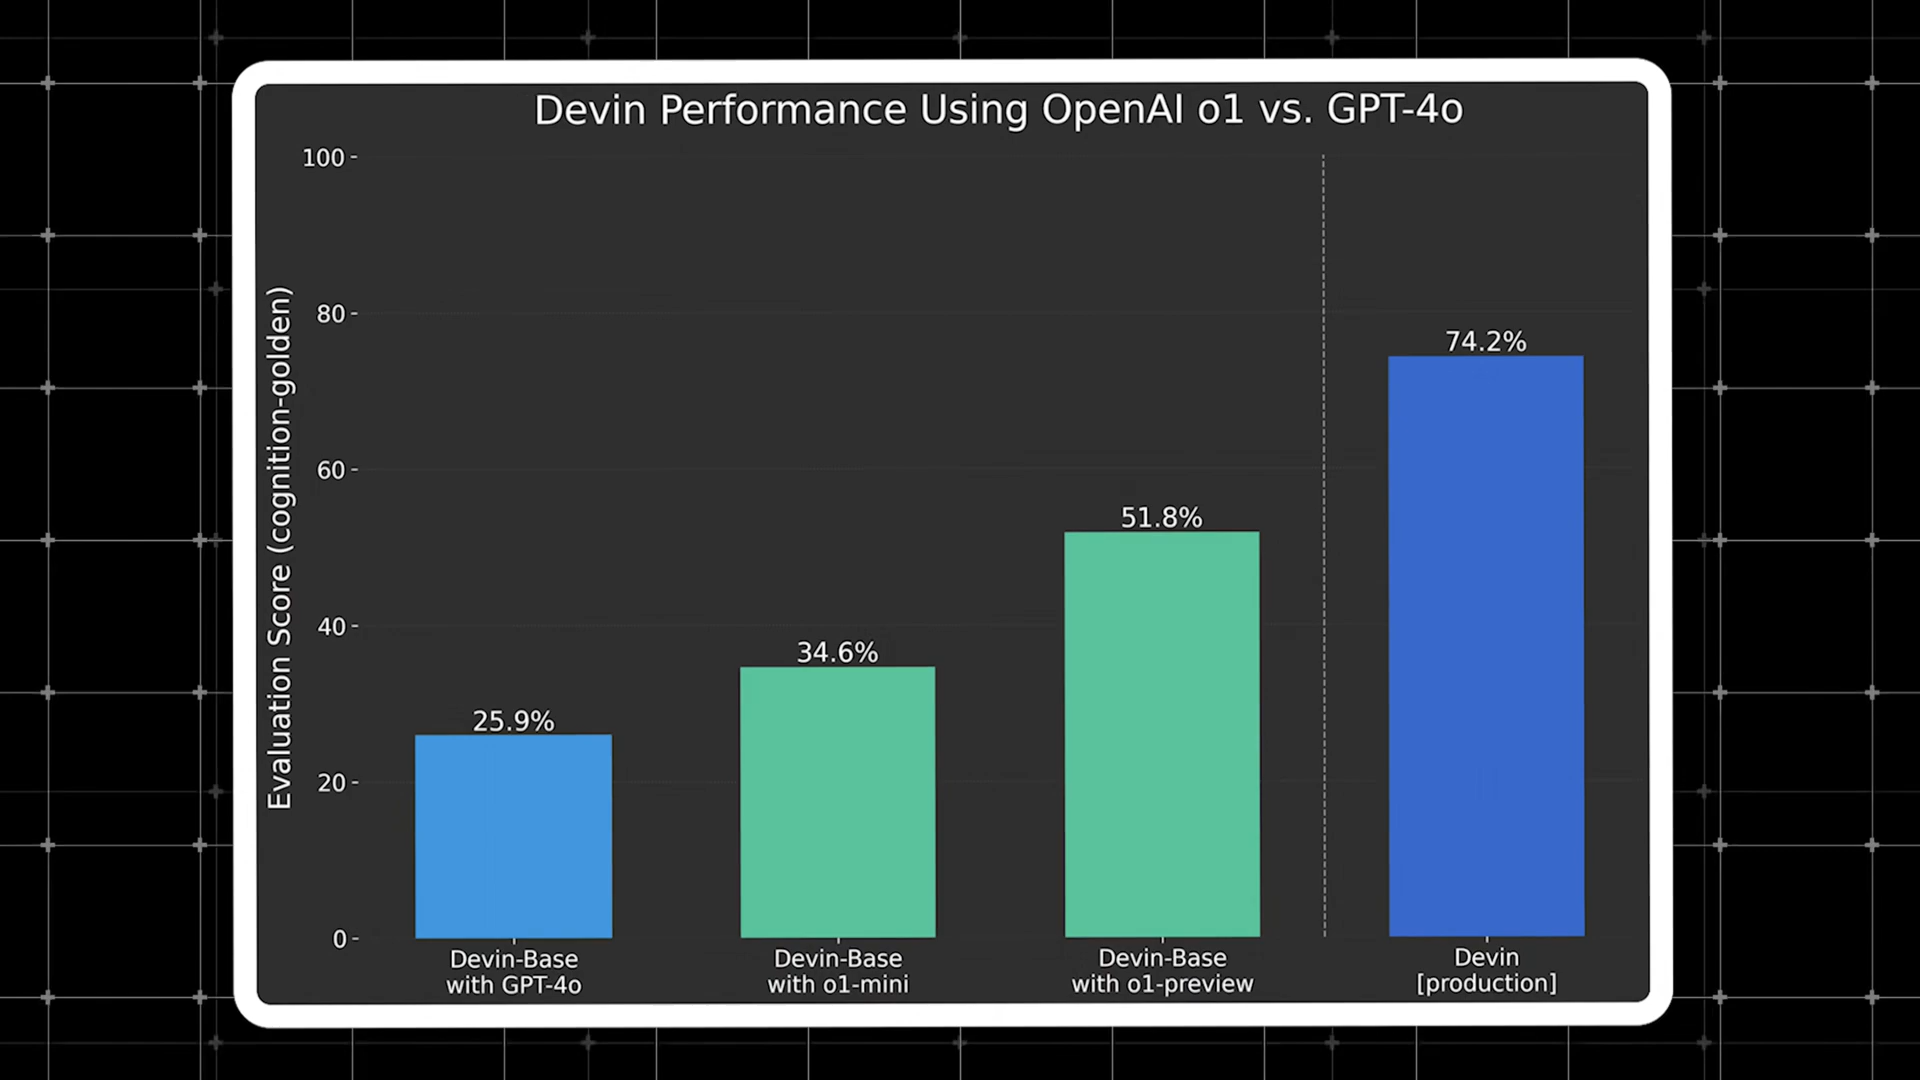 Devin Performance Using OpenAI o1 vs. GPT-4o
Evaluation Score (cognition-golden)
100
80
60
40
20
0
25.9%
34.6%
51.8%
74.2%
Devin-Base
with GPT-4o
Devin-Base
with o1-mini
Devin-Base
with o1-preview
Devin
[production]